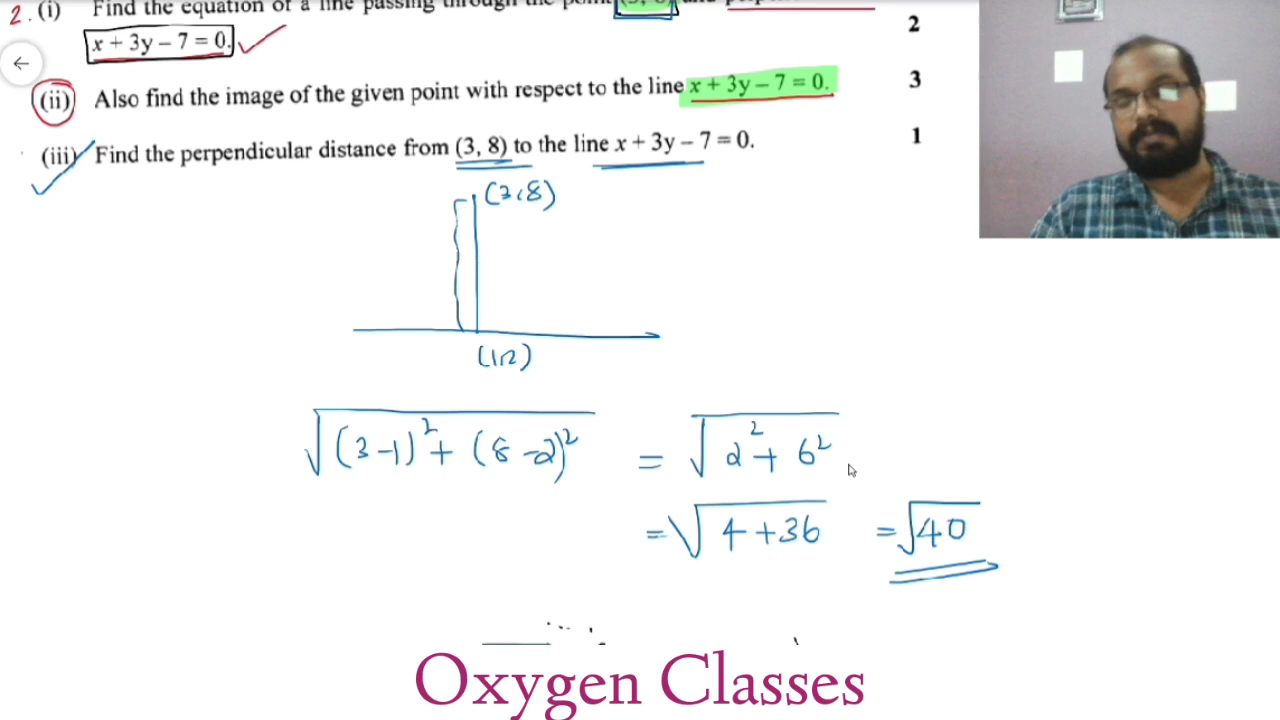 2. (i) Find the equation of a line passing through the point (3, 8) and
x + 3y – 7 = 0. 2
(ii) Also find the image of the given point with respect to the line x + 3y – 7 = 0. 3
(iii) Find the perpendicular distance from (3, 8) to the line x + 3y – 7 = 0. 1
(3,8)
(1,2)
√(3-1)² + (8-2)² = √2² + 6²
= √4+36 = √40
Oxygen Classes